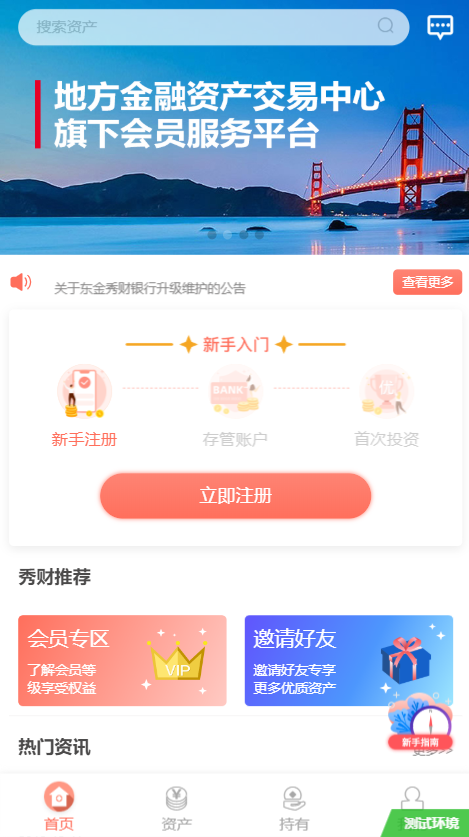 搜索资产
地方金融资产交易中心
旗下会员服务平台
关于东金秀财银行升级维护的公告
查看更多
新手入门
BANK
优
新手注册
存管账户
首次投资
立即注册
秀财推荐
会员专区
了解会员等
级享受权益
VIP
邀请好友
邀请好友专享
更多优质资产
新手指南
热门资讯
更多>>
首页
资产
持有
测试环境